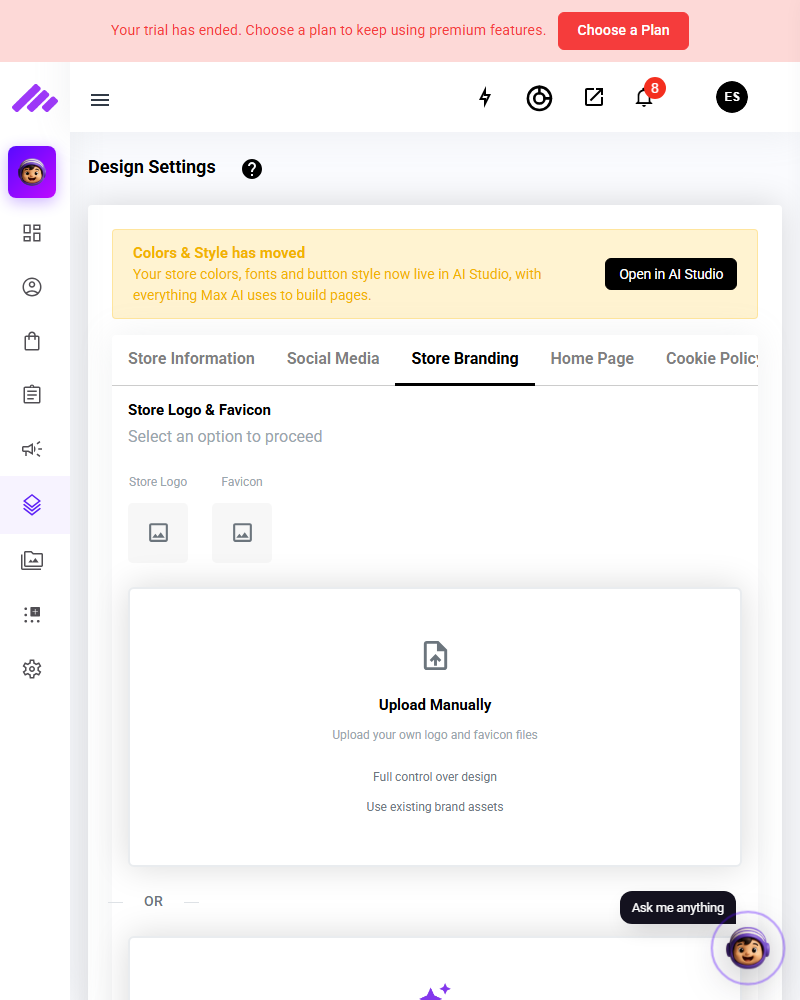 Your trial has ended. Choose a plan to keep using premium features.
Choose a Plan
8
ES
Design Settings
Colors & Style has moved
Your store colors, fonts and button style now live in AI Studio, with
everything Max AI uses to build pages.
Open in AI Studio
Store Information
Social Media
Store Branding
Home Page
Cookie Policy
Store Logo & Favicon
Select an option to proceed
Store Logo
Favicon
Upload Manually
Upload your own logo and favicon files
Full control over design
Use existing brand assets
OR
Ask me anything